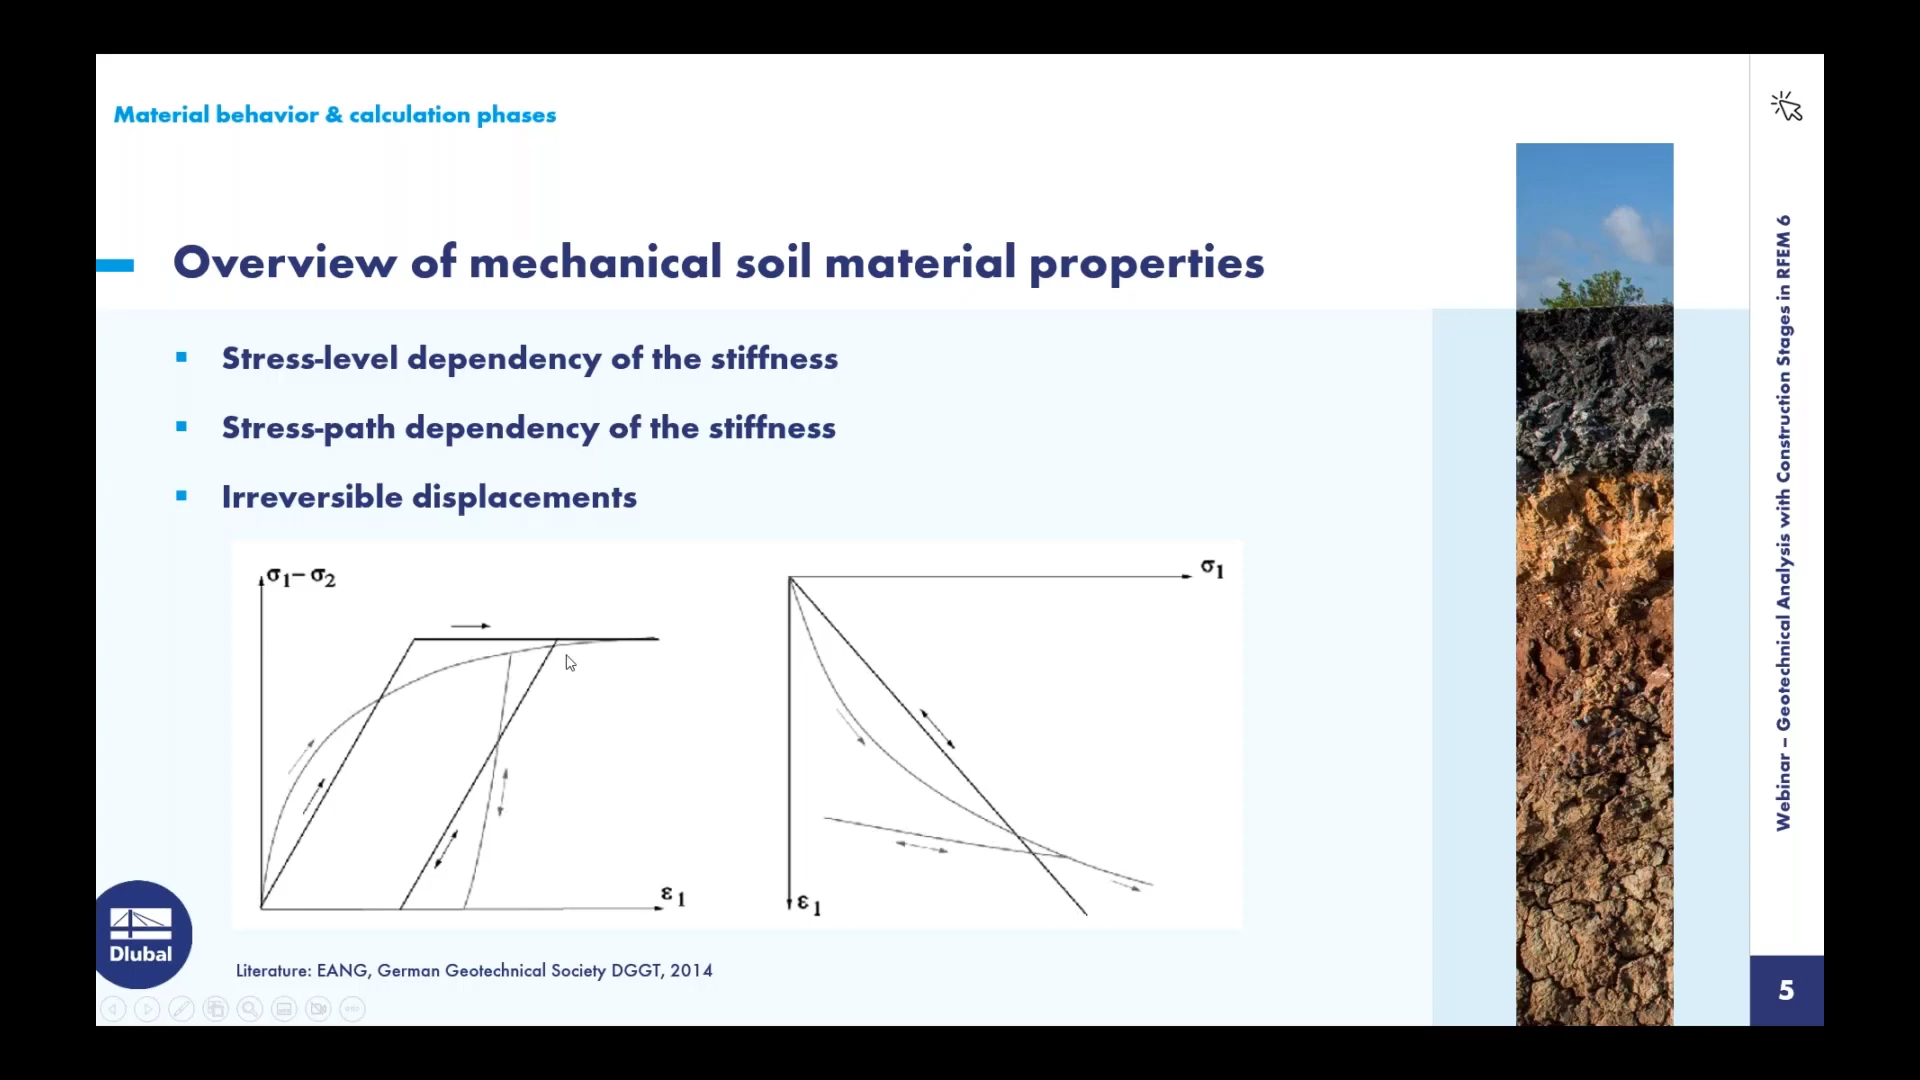 Material behavior & calculation phases
Overview of mechanical soil material properties
Stress-level dependency of the stiffness
Stress-path dependency of the stiffness
Irreversible displacements
σ1– σ2
ε1
σ1
ε1
Literature: EANG, German Geotechnical Society DGGT, 2014
Dlubal
Webinar – Geotechnical Analysis with Construction Stages in RFEM 6
5